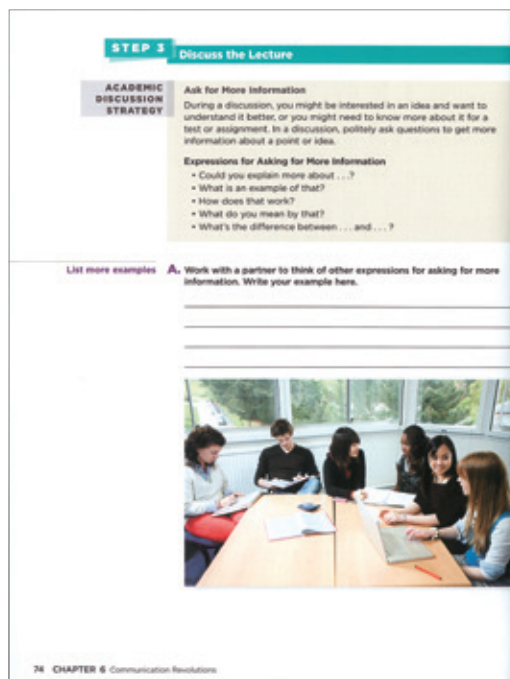 STEP 3
Discuss the Lecture
ACADEMIC
DISCUSSION
STRATEGY
Ask for More Information
During a discussion, you might be interested in an idea and want to
understand it better, or you might need to know more about it for a
test or assignment. In a discussion, politely ask questions to get more
information about a point or idea.
Expressions for Asking for More Information
• Could you explain more about . . .?
• What is an example of that?
• How does that work?
• What do you mean by that?
• What's the difference between . . . and . . . ?
List more examples
A. Work with a partner to think of other expressions for asking for more
information. Write your example here.
74 CHAPTER 6 Communication Revolutions